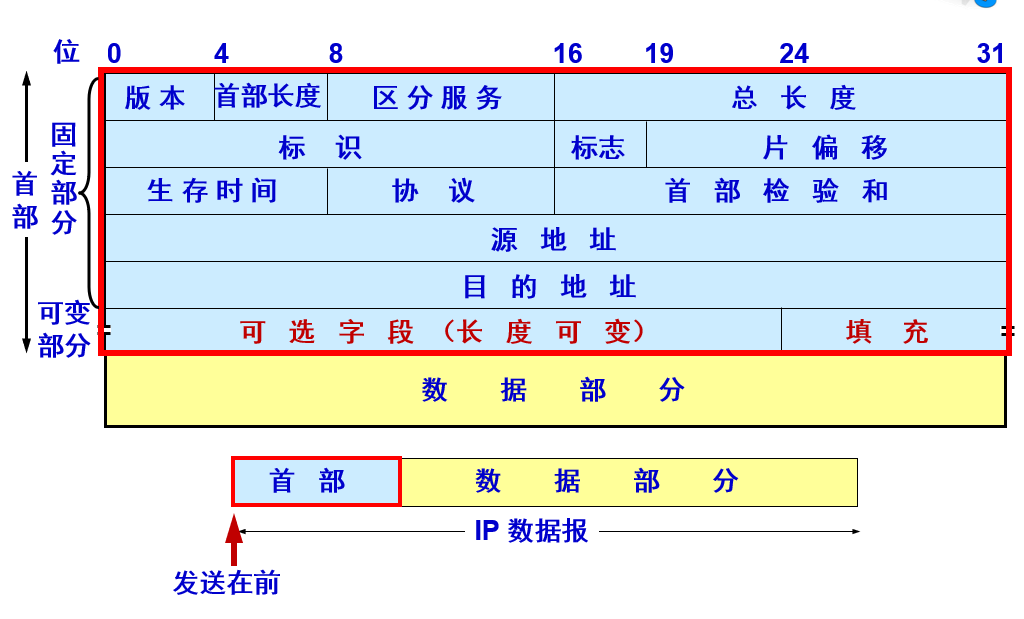 位 0 4 8 16 19 24 31
版本 首部长度 区分服务 总长度
标识 标志 片偏移
生存时间 协议 首部检验和
源地址
目的地址
可选字段（长度可变） 填充
数据部分
首部
固定部分
可变部分
首部 数据部分
IP 数据报
发送在前